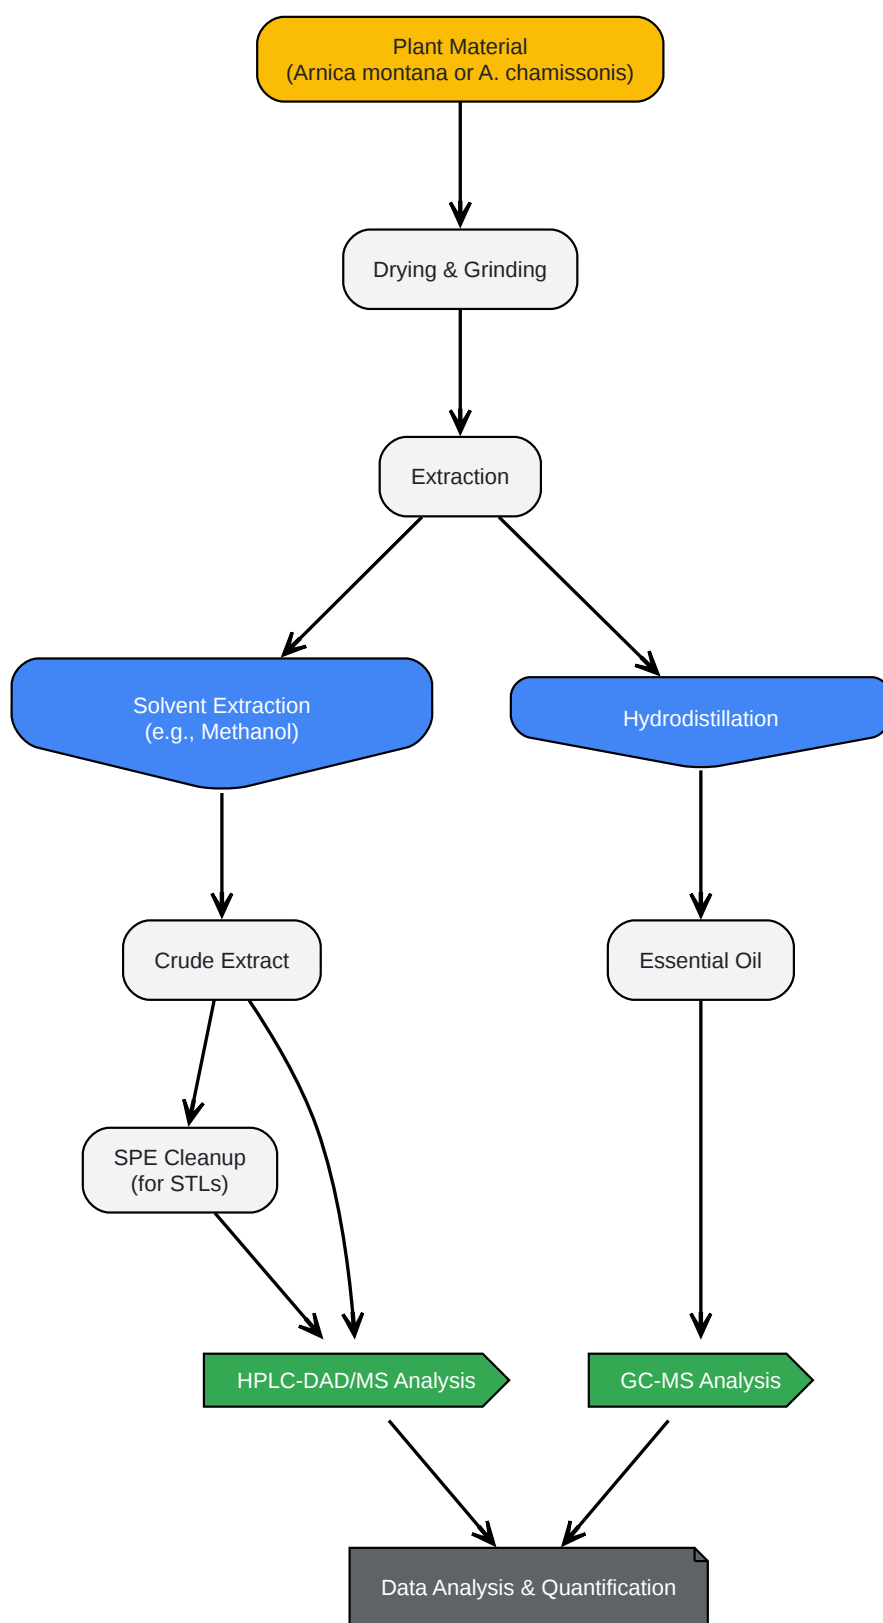 Plant Material
(Arnica montana or A. chamissonis)
Drying & Grinding
Extraction
Solvent Extraction
(e.g., Methanol)
Hydrodistillation
Crude Extract
Essential Oil
SPE Cleanup
(for STLs)
HPLC-DAD/MS Analysis
GC-MS Analysis
Data Analysis & Quantification